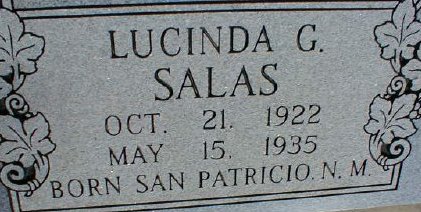 LUCINDA G.
SALAS
OCT. 21. 1922
MAY 15. 1935
BORN SAN PATRICIO. N. M.